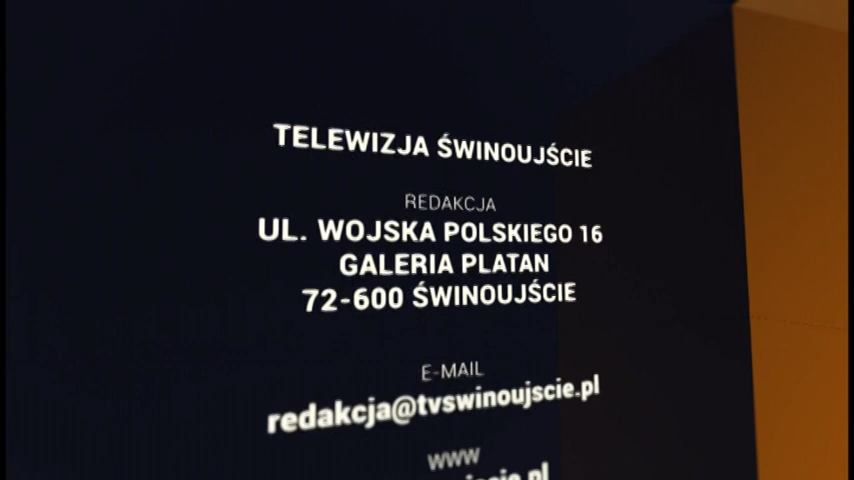 TELEWIZJA ŚWINOUJŚCIE
REDAKCJA
UL. WOJSKA POLSKIEGO 16
GALERIA PLATAN
72-600 ŚWINOUJŚCIE
E-MAIL
redakcja@tvswinoujscie.pl
WWW